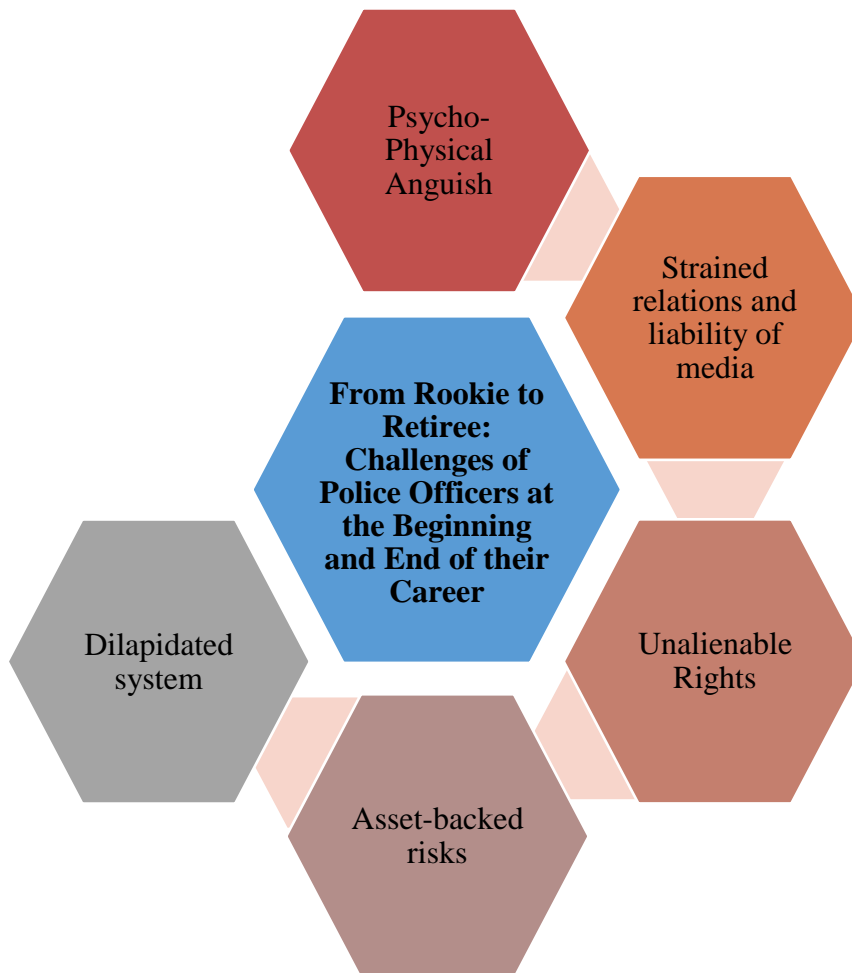 Psycho-
Physical
Anguish
Strained
relations and
liability of
media
From Rookie to
Retiree:
Challenges of
Police Officers at
the Beginning
and End of their
Career
Unalienable
Rights
Dilapidated
system
Asset-backed
risks